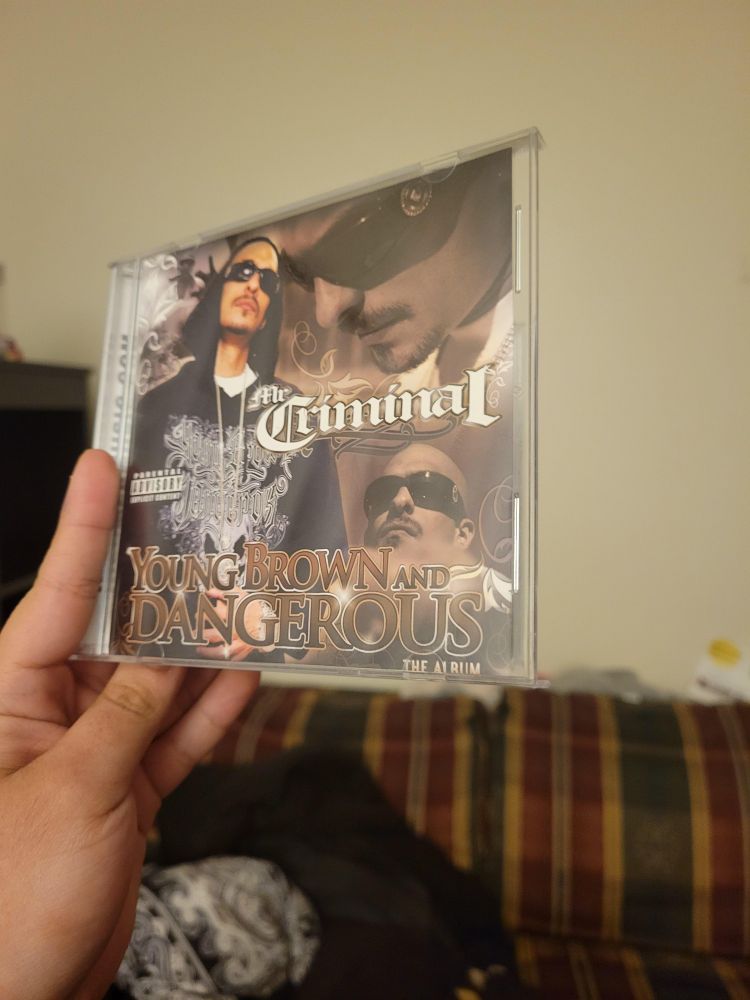 Mr.
Criminal
PARENTAL
ADVISORY
EXPLICIT CONTENT
YOUNG BROWN AND
DANGEROUS
THE ALBUM